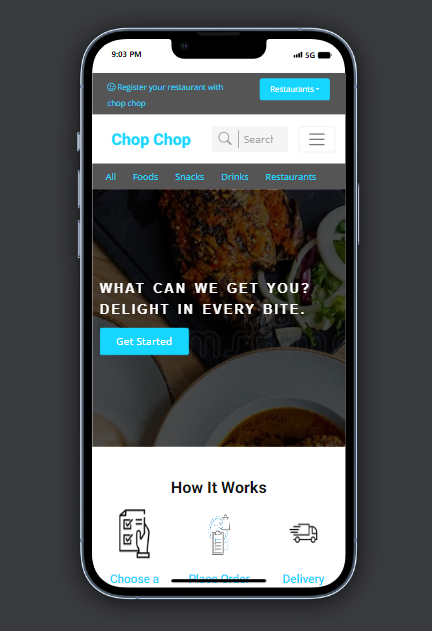 9:03 PM
5G
Register your restaurant with
chop chop
Restaurants
Chop Chop
Search
All
Foods
Snacks
Drinks
Restaurants
WHAT CAN WE GET YOU?
DELIGHT IN EVERY BITE.
Get Started
How It Works
Choose a
Place Order
Delivery